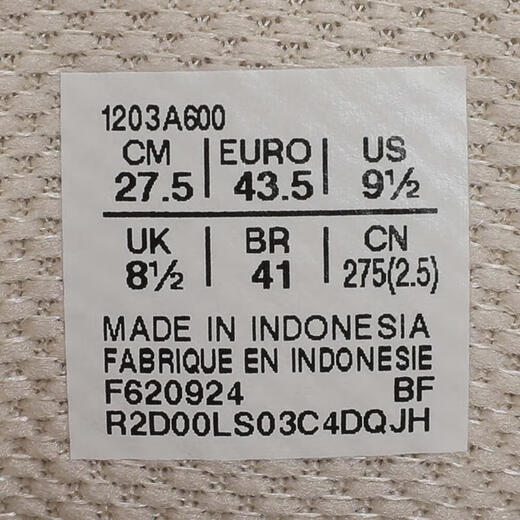 1203A600
CM EURO US
27.5 43.5 9½
UK BR CN
8½ 41 275(2.5)
MADE IN INDONESIA
FABRIQUE EN INDONESIE
F620924 BF
R2D00LS03C4DQJH